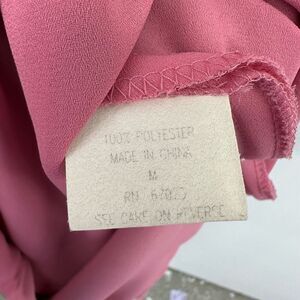 100% POLYESTER
MADE IN CHINA
M
RN
SEE CARE ON REVERSE